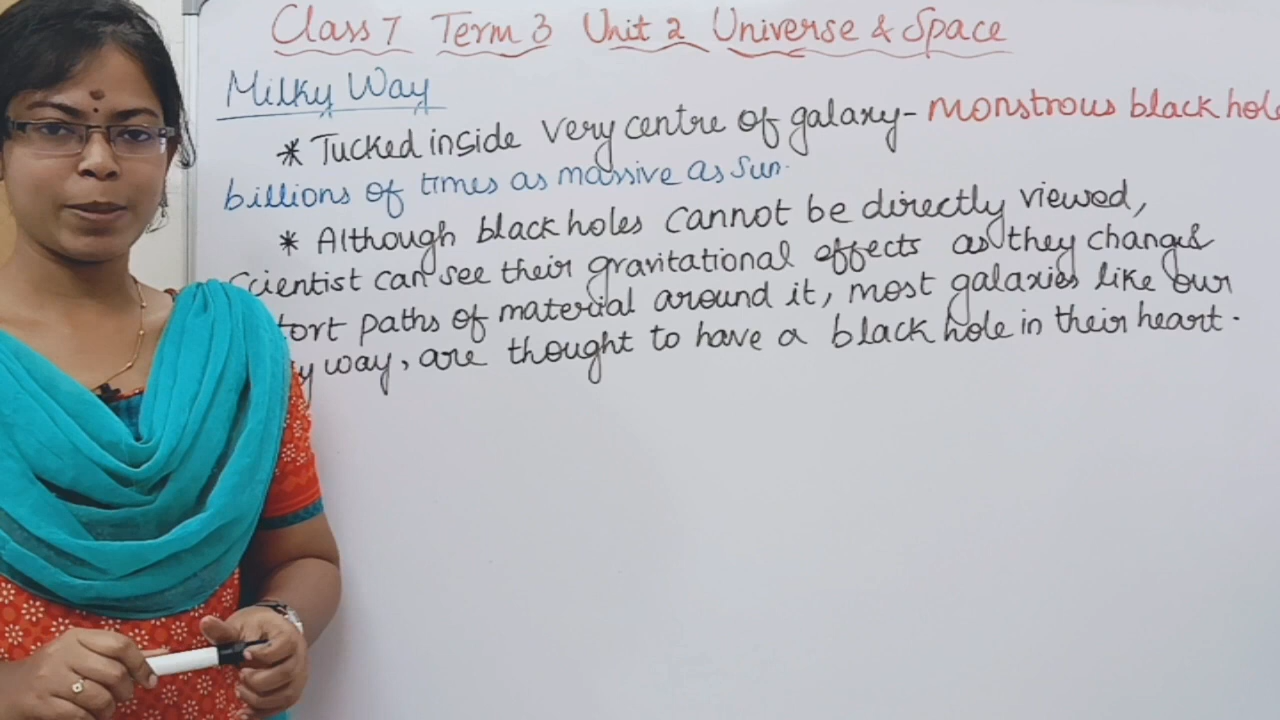 Class 7 Term 3 Unit 2 Universe & Space
Milky Way
* Tucked inside very centre of galaxy- monstrous black hole
billions of times as massive as Sun.
* Although black holes cannot be directly viewed,
Scientist can see their gravitational effects as they change &
tort paths of material around it, most galaxies like our
y way, are thought to have a black hole in their heart.